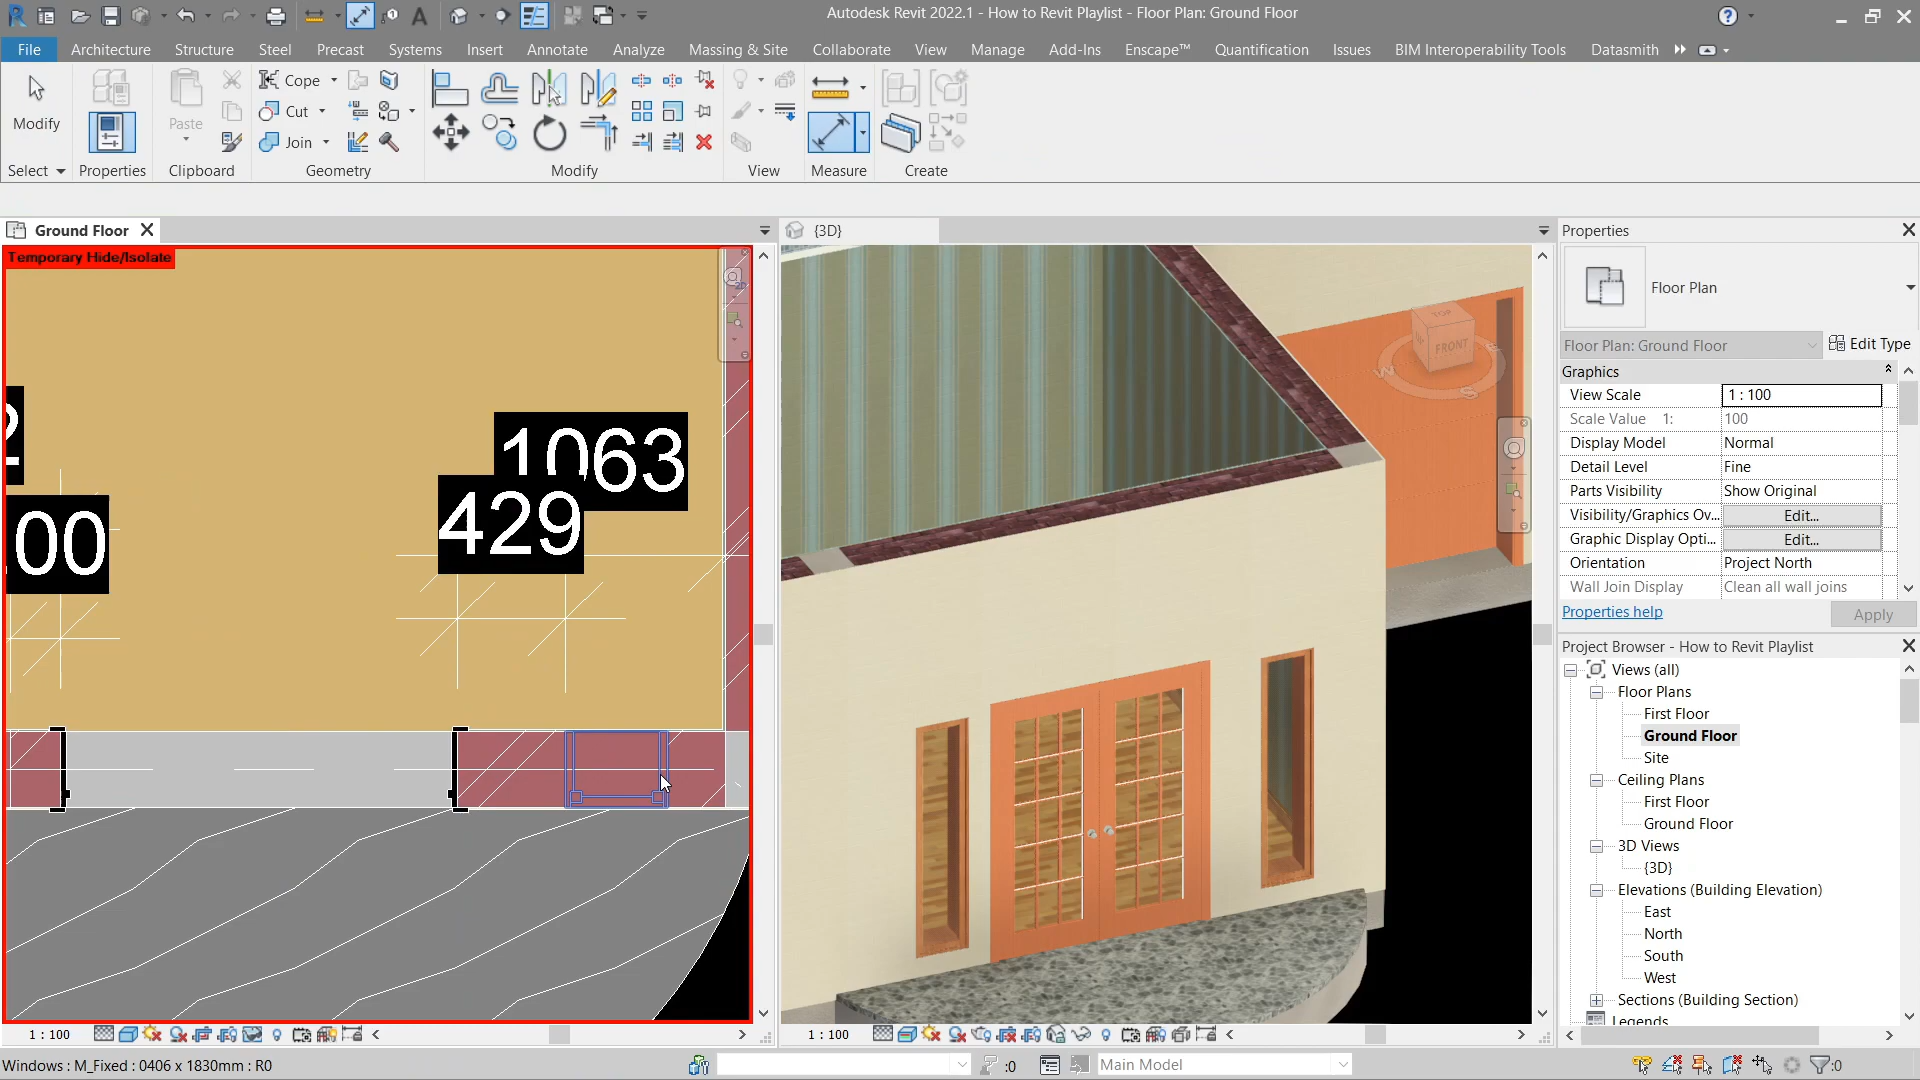 Autodesk Revit 2022.1 - How to Revit Playlist - Floor Plan: Ground Floor
File Architecture Structure Steel Precast Systems Insert Annotate Analyze Massing & Site Collaborate View Manage Add-Ins Enscape™ Quantification Issues BIM Interoperability Tools Datasmith
Modify
Paste
Cope
Cut
Join
Select Properties Clipboard Geometry Modify View Measure Create
Ground Floor
{3D}
Properties
Temporary Hide/Isolate
1063
429
00
TOP
FRONT
W
S
Floor Plan
Floor Plan: Ground Floor
Edit Type
Graphics
View Scale 1 : 100
Scale Value 1: 100
Display Model Normal
Detail Level Fine
Parts Visibility Show Original
Visibility/Graphics Ov... Edit...
Graphic Display Opti... Edit...
Orientation Project North
Wall Join Display Clean all wall joins
Properties help
Apply
Project Browser - How to Revit Playlist
Views (all)
Floor Plans
First Floor
Ground Floor
Site
Ceiling Plans
First Floor
Ground Floor
3D Views
{3D}
Elevations (Building Elevation)
East
North
South
West
Sections (Building Section)
Legends
1 : 100
1 : 100
Windows : M_Fixed : 0406 x 1830mm : R0
:0
Main Model
:0